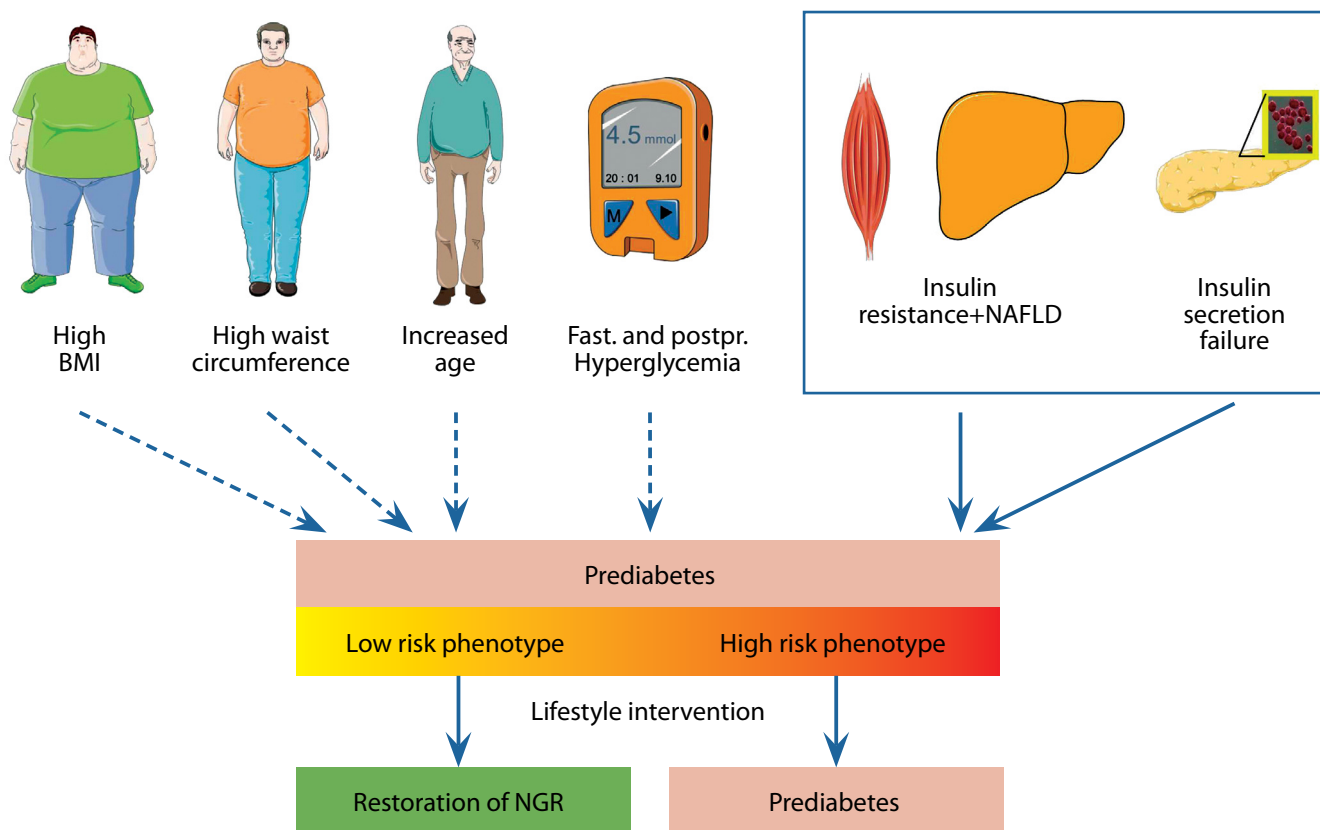 4.5 mmol
20 : 01 9.10
M
High
BMI
High waist
circumference
Increased
age
Fast. and postpr.
Hyperglycemia
Insulin
resistance+NAFLD
Insulin
secretion
failure
Prediabetes
Low risk phenotype
High risk phenotype
Lifestyle intervention
Restoration of NGR
Prediabetes